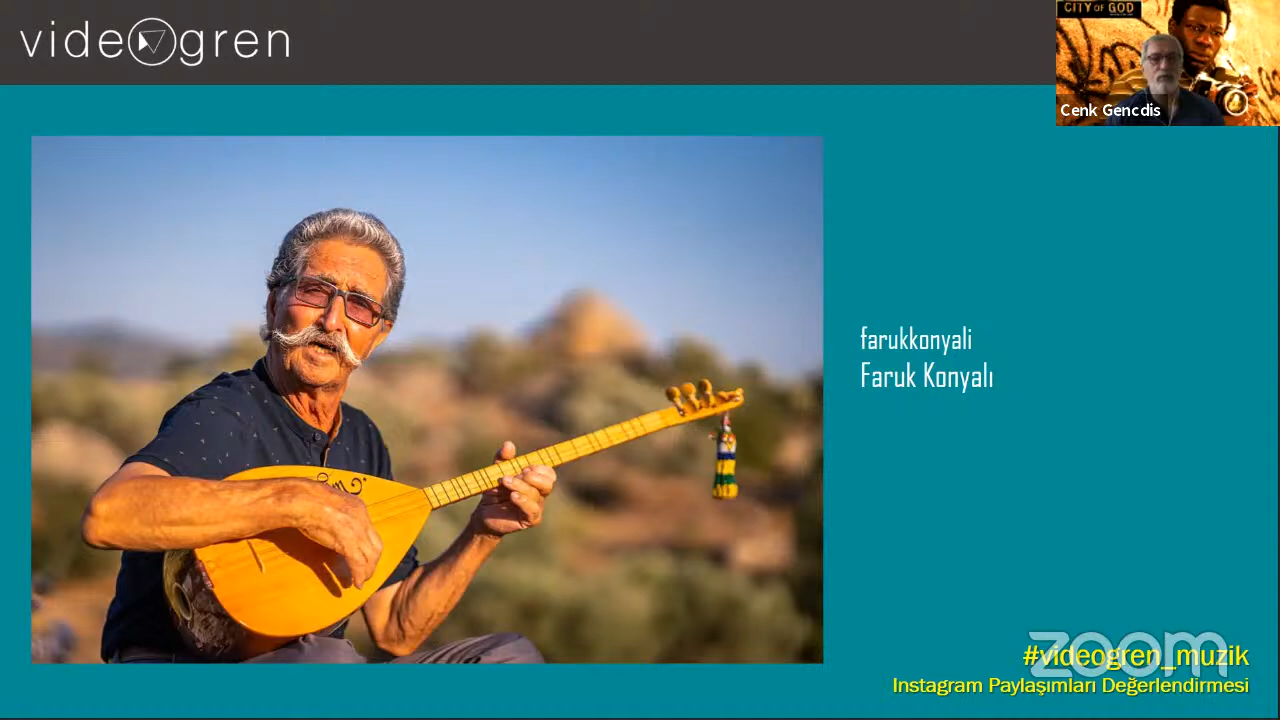 videogren
CITY OF GOD
Cenk Gencdis
farukkonyali
Faruk Konyalı
zoom
#videogren_muzik
Instagram Paylaşımları Değerlendirmesi